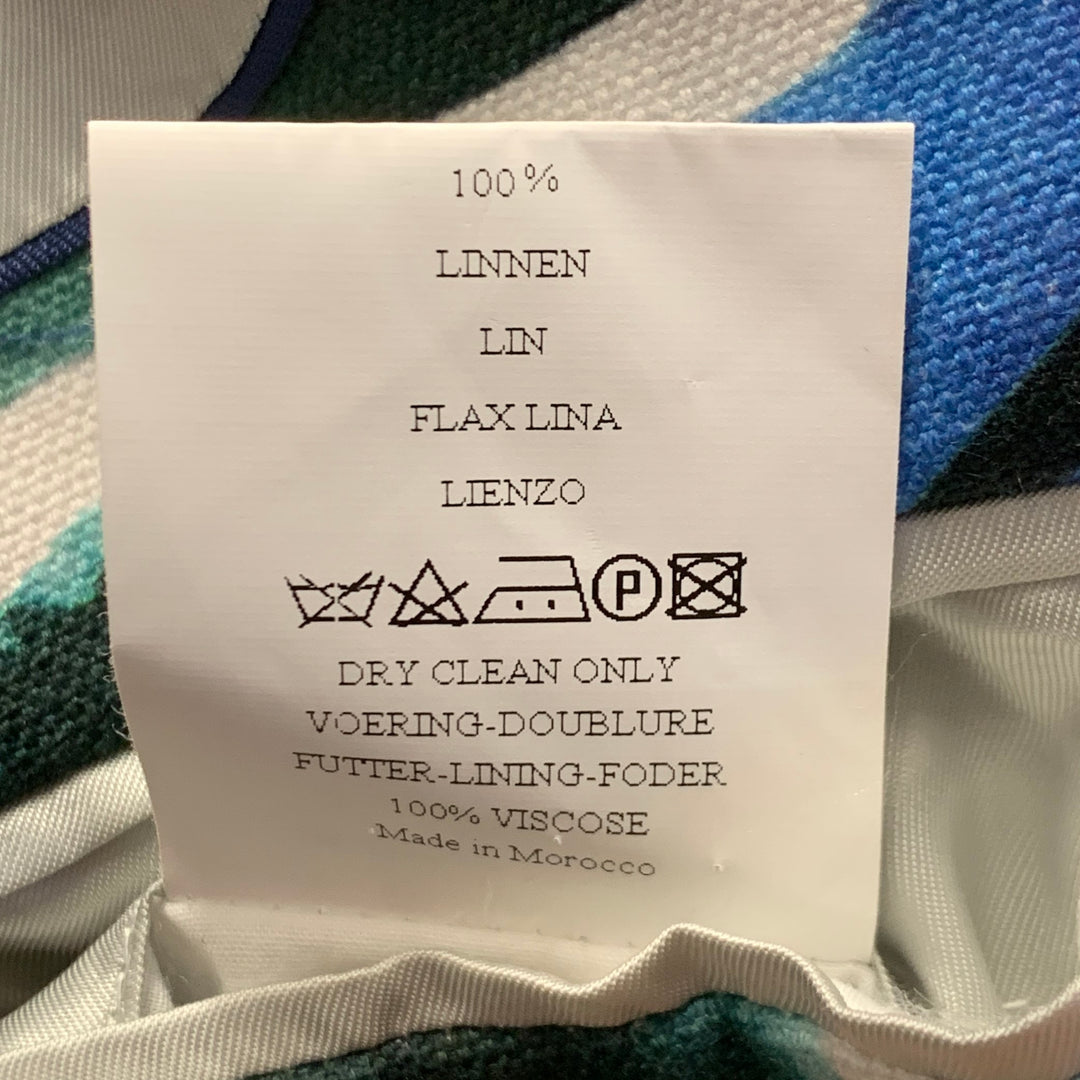 100%
LINNEN
LIN
FLAX LINA
LIENZO
P
DRY CLEAN ONLY
VOERING-DOUBLURE
FUTTER-LINING-FODER
100% VISCOSE
Made in Morocco